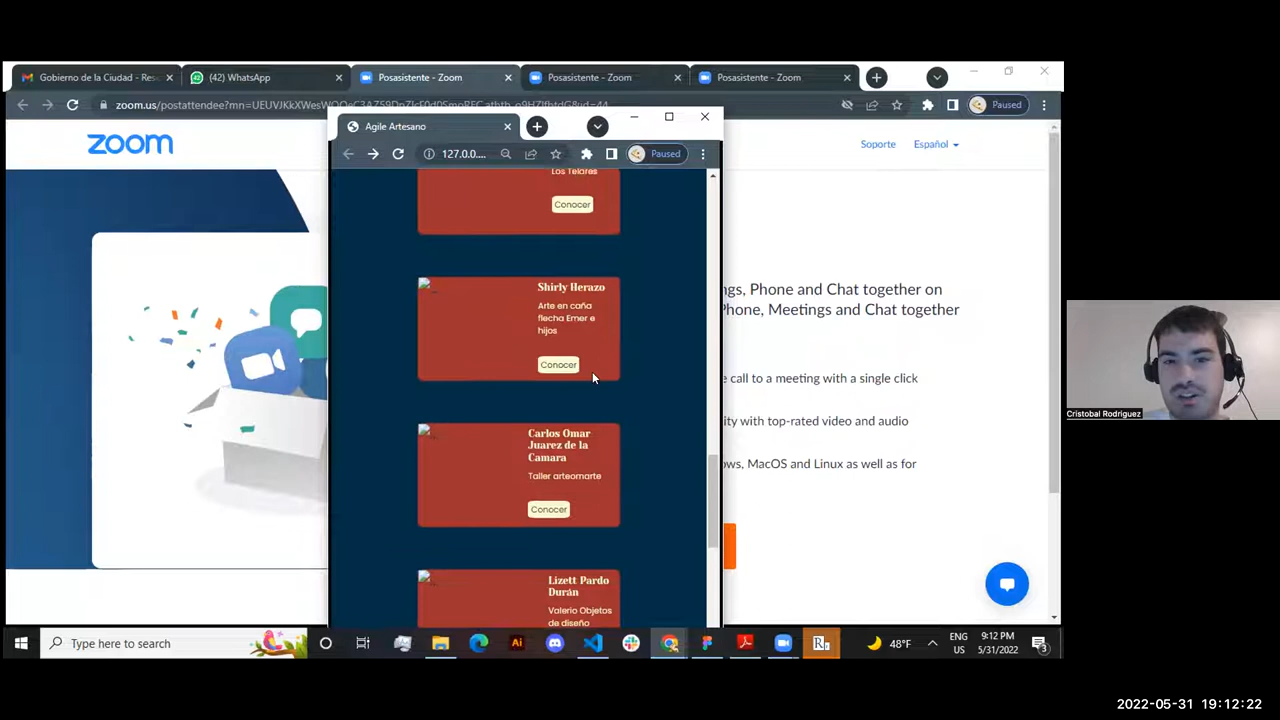 Gobierno de la Ciudad - Res
(42) WhatsApp
Posasistente - Zoom
Posasistente - Zoom
Posasistente - Zoom
Paused
zoom
Soporte
Español
Agile Artesano
127.0.0....
Paused
Los Telares
Conocer
Shirly Herazo
Arte en caña
flecha Emer e
hijos
Conocer
Carlos Omar
Juarez de la
Camara
Taller arteomarte
Conocer
Lizett Pardo
Durán
Valerio Objetos
de diseño
ngs, Phone and Chat together on
Phone, Meetings and Chat together
e call to a meeting with a single click
ity with top-rated video and audio
ows, MacOS and Linux as well as for
Cristobal Rodriguez
Type here to search
48°F
ENG
US
9:12 PM
5/31/2022
3
2022-05-31 19:12:22